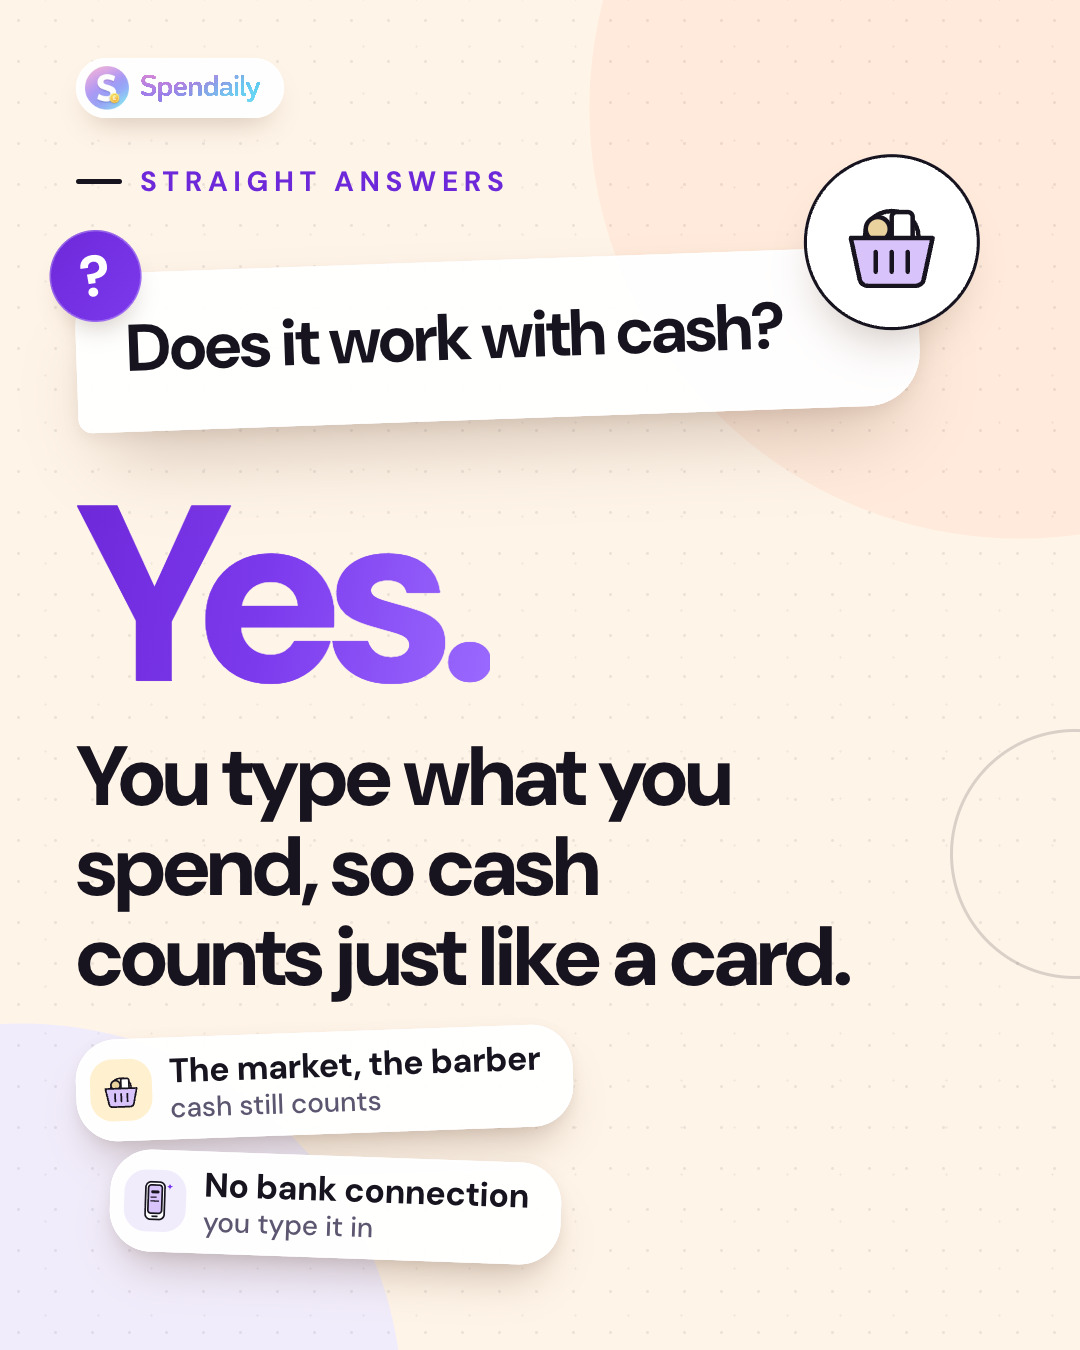 Spendaily
STRAIGHT ANSWERS
?
Does it work with cash?
Yes.
You type what you
spend, so cash
counts just like a card.
The market, the barber
cash still counts
No bank connection
you type it in